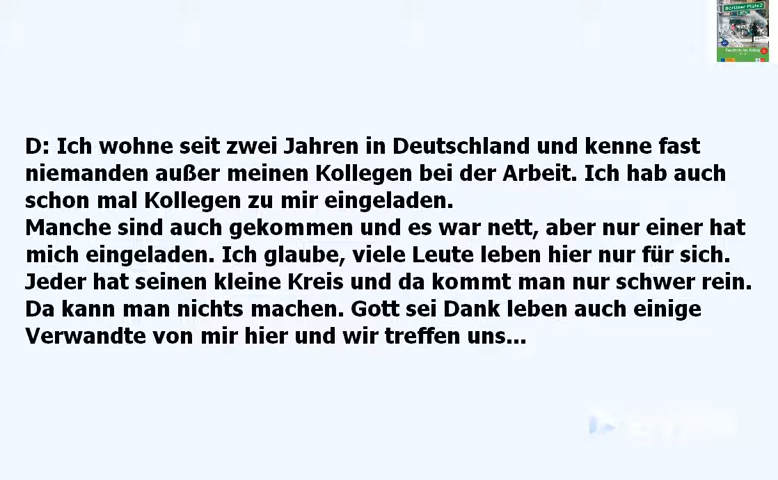 Berliner Platz 2
D: Ich wohne seit zwei Jahren in Deutschland und kenne fast
niemanden außer meinen Kollegen bei der Arbeit. Ich hab auch
schon mal Kollegen zu mir eingeladen.
Manche sind auch gekommen und es war nett, aber nur einer hat
mich eingeladen. Ich glaube, viele Leute leben hier nur für sich.
Jeder hat seinen kleine Kreis und da kommt man nur schwer rein.
Da kann man nichts machen. Gott sei Dank leben auch einige
Verwandte von mir hier und wir treffen uns...